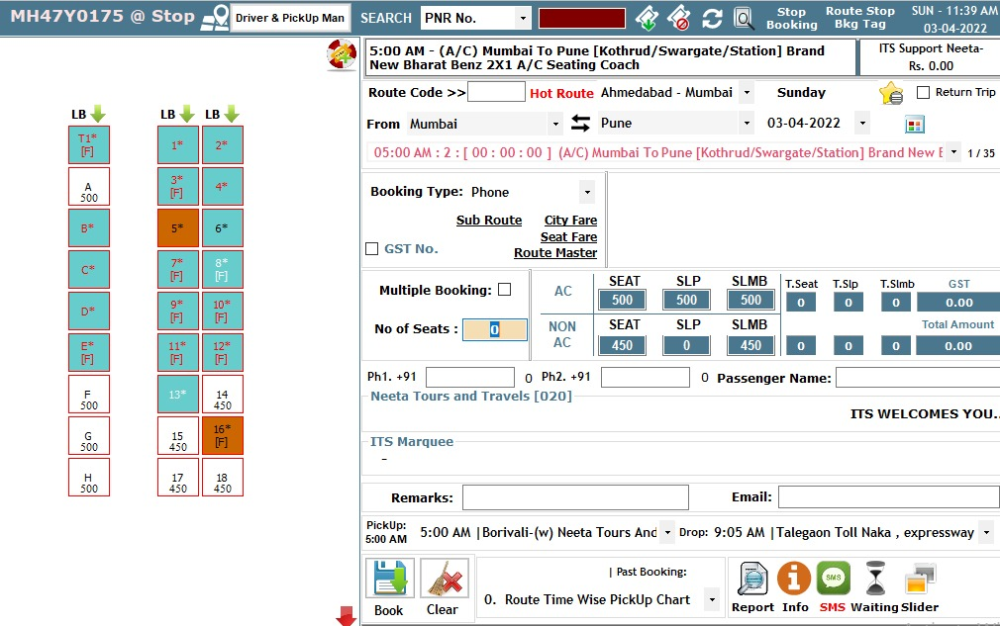 MH47Y0175 @ Stop
Driver & PickUp Man
SEARCH
PNR No.
Stop Booking
Route Stop Bkg Tag
SUN - 11:39 AM
03-04-2022
5:00 AM - (A/C) Mumbai To Pune [Kothrud/Swargate/Station] Brand
New Bharat Benz 2X1 A/C Seating Coach
ITS Support Neeta-
Rs. 0.00
Route Code >>
Hot Route
Ahmedabad - Mumbai
Sunday
Return Trip
From
Mumbai
Pune
03-04-2022
05:00 AM : 2 : [ 00 : 00 : 00 ] (A/C) Mumbai To Pune [Kothrud/Swargate/Station] Brand New E
1 / 35
LB
LB
LB
T1*
[F]
1*
2*
A
500
3*
[F]
4*
B*
5*
6*
C*
7*
[F]
8*
[F]
D*
9*
[F]
10*
[F]
E*
[F]
11*
[F]
12*
[F]
F
500
13*
14
450
G
500
15
450
16*
[F]
H
500
17
450
18
450
Booking Type:
Phone
Sub Route
City Fare
Seat Fare
GST No.
Route Master
Multiple Booking:
No of Seats :
0
AC
SEAT
SLP
SLMB
500
500
500
NON
AC
SEAT
SLP
SLMB
450
0
450
T.Seat
T.Slp
T.Slmb
GST
0
0
0
0.00
Total Amount
0
0
0
0.00
Ph1. +91
0
Ph2. +91
0
Passenger Name:
Neeta Tours and Travels [020]
ITS WELCOMES YOU..
ITS Marquee
-
Remarks:
Email:
PickUp:
5:00 AM
5:00 AM |Borivali-(w) Neeta Tours And
Drop:
9:05 AM |Talegaon Toll Naka , expressway
Book
Clear
| Past Booking:
0. Route Time Wise PickUp Chart
SMS
Report
Info
SMS
Waiting
Slider